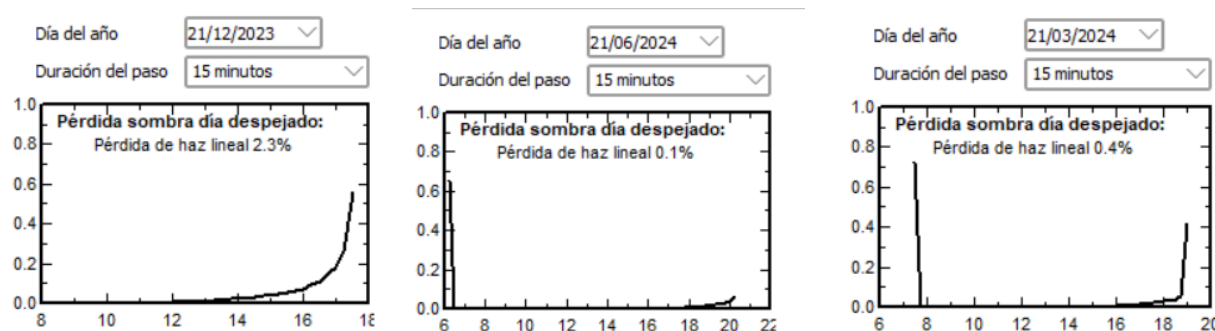 Día del año 21/12/2023
Duración del paso 15 minutos
1.0
Pérdida sombra día despejado:
Pérdida de haz lineal 2.3%
0.8
0.6
0.4
0.2
0.0
8 10 12 14 16 18
Día del año 21/06/2024
Duración del paso 15 minutos
1.0
Pérdida sombra día despejado:
Pérdida de haz lineal 0.1%
0.8
0.6
0.4
0.2
0.0
6 8 10 12 14 16 18 20 22
Día del año 21/03/2024
Duración del paso 15 minutos
1.0
Pérdida sombra día despejado:
Pérdida de haz lineal 0.4%
0.8
0.6
0.4
0.2
0.0
6 8 10 12 14 16 18 20